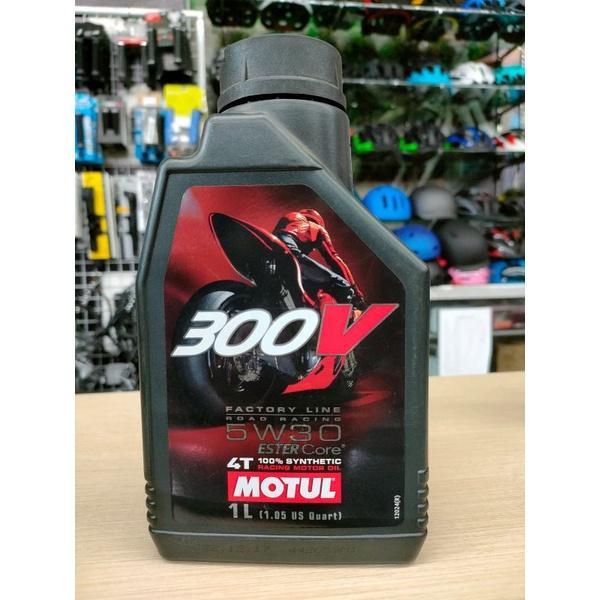 300V
FACTORY LINE
ROAD RACING
5W30
ESTER Core®
4T 100% SYNTHETIC
RACING MOTOR OIL
MOTUL
1L (1.05 US Quart)
12024(R)